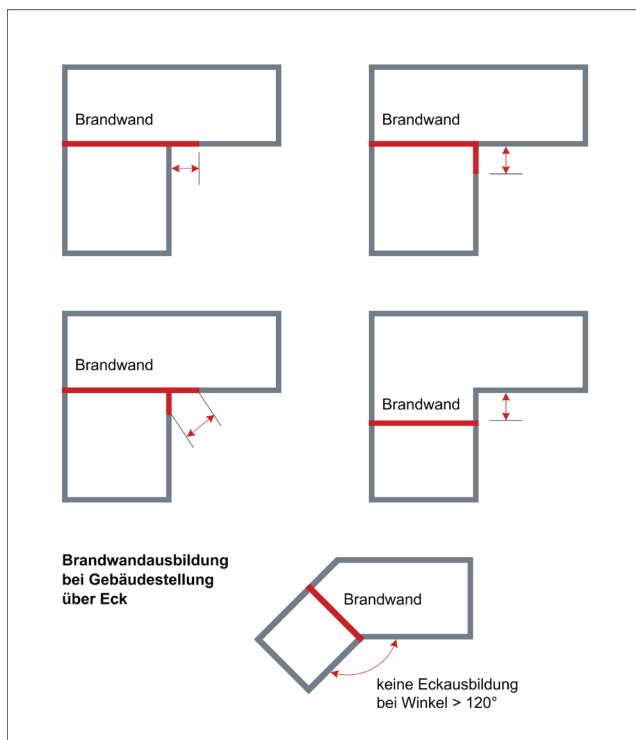 Brandwand
Brandwand
Brandwand
Brandwand
Brandwandausbildung
bei Gebäudestellung
über Eck
Brandwand
keine Eckausbildung
bei Winkel > 120°